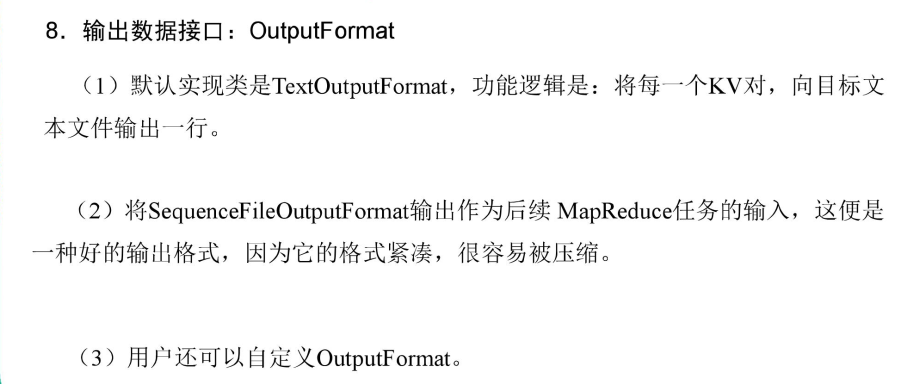 8．输出数据接口：OutputFormat
（1）默认实现类是TextOutputFormat，功能逻辑是：将每一个KV对，向目标文
本文件输出一行。
（2）将SequenceFileOutputFormat输出作为后续 MapReduce任务的输入，这便是
一种好的输出格式，因为它的格式紧凑，很容易被压缩。
（3）用户还可以自定义OutputFormat。